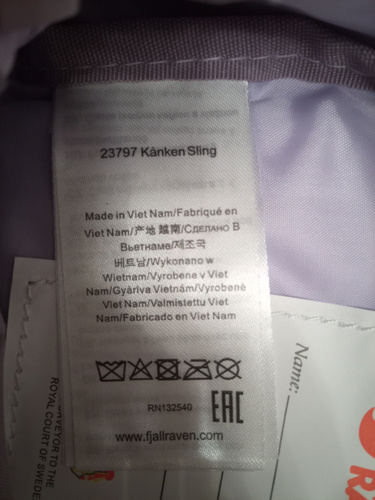 23797 Kånken Sling
Made in Viet Nam/Fabriqué en
Viet Nam/产地 越南/Сделано В
Вьетнаме/제조국
베트남/Wykonano w
Wietnam/Vyrobene v Viet
Nam/Gyártva Vietnám/Vyrobené
Viet Nam/Valmistettu Viet
Nam/Fabricado en Viet Nam
RN132540
EAC
www.fjallraven.com
Name:
VEYOR TO THE
ROYAL COURT OF SWEDE